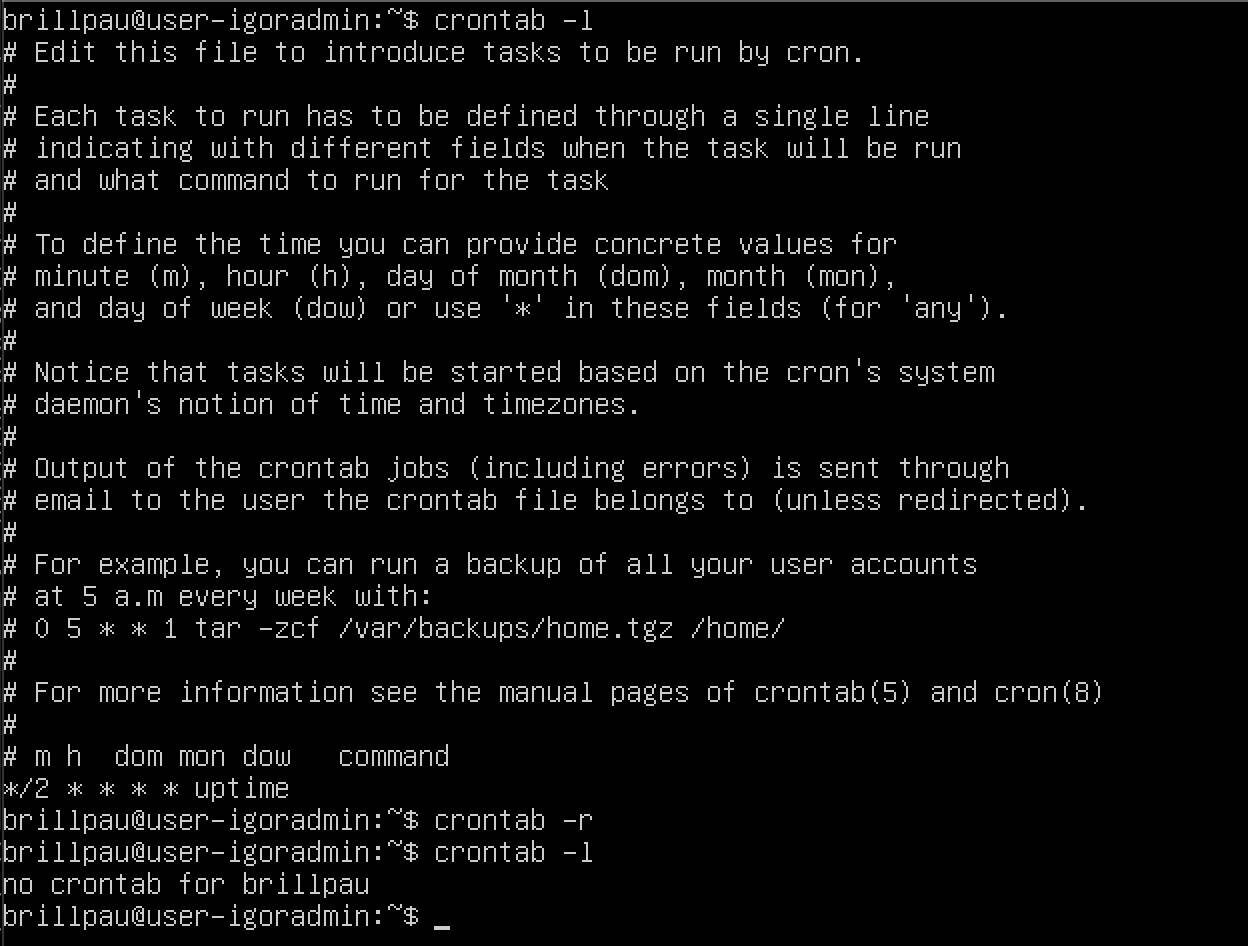 brillpau@user-igoradmin:~$ crontab -l
# Edit this file to introduce tasks to be run by cron.
#
# Each task to run has to be defined through a single line
# indicating with different fields when the task will be run
# and what command to run for the task
#
# To define the time you can provide concrete values for
# minute (m), hour (h), day of month (dom), month (mon),
# and day of week (dow) or use '*' in these fields (for 'any').
#
# Notice that tasks will be started based on the cron's system
# daemon's notion of time and timezones.
#
# Output of the crontab jobs (including errors) is sent through
# email to the user the crontab file belongs to (unless redirected).
#
# For example, you can run a backup of all your user accounts
# at 5 a.m every week with:
# 0 5 * * 1 tar -zcf /var/backups/home.tgz /home/
#
# For more information see the manual pages of crontab(5) and cron(8)
#
# m h  dom mon dow   command
*/2 * * * * uptime
brillpau@user-igoradmin:~$ crontab -r
brillpau@user-igoradmin:~$ crontab -l
no crontab for brillpau
brillpau@user-igoradmin:~$ _